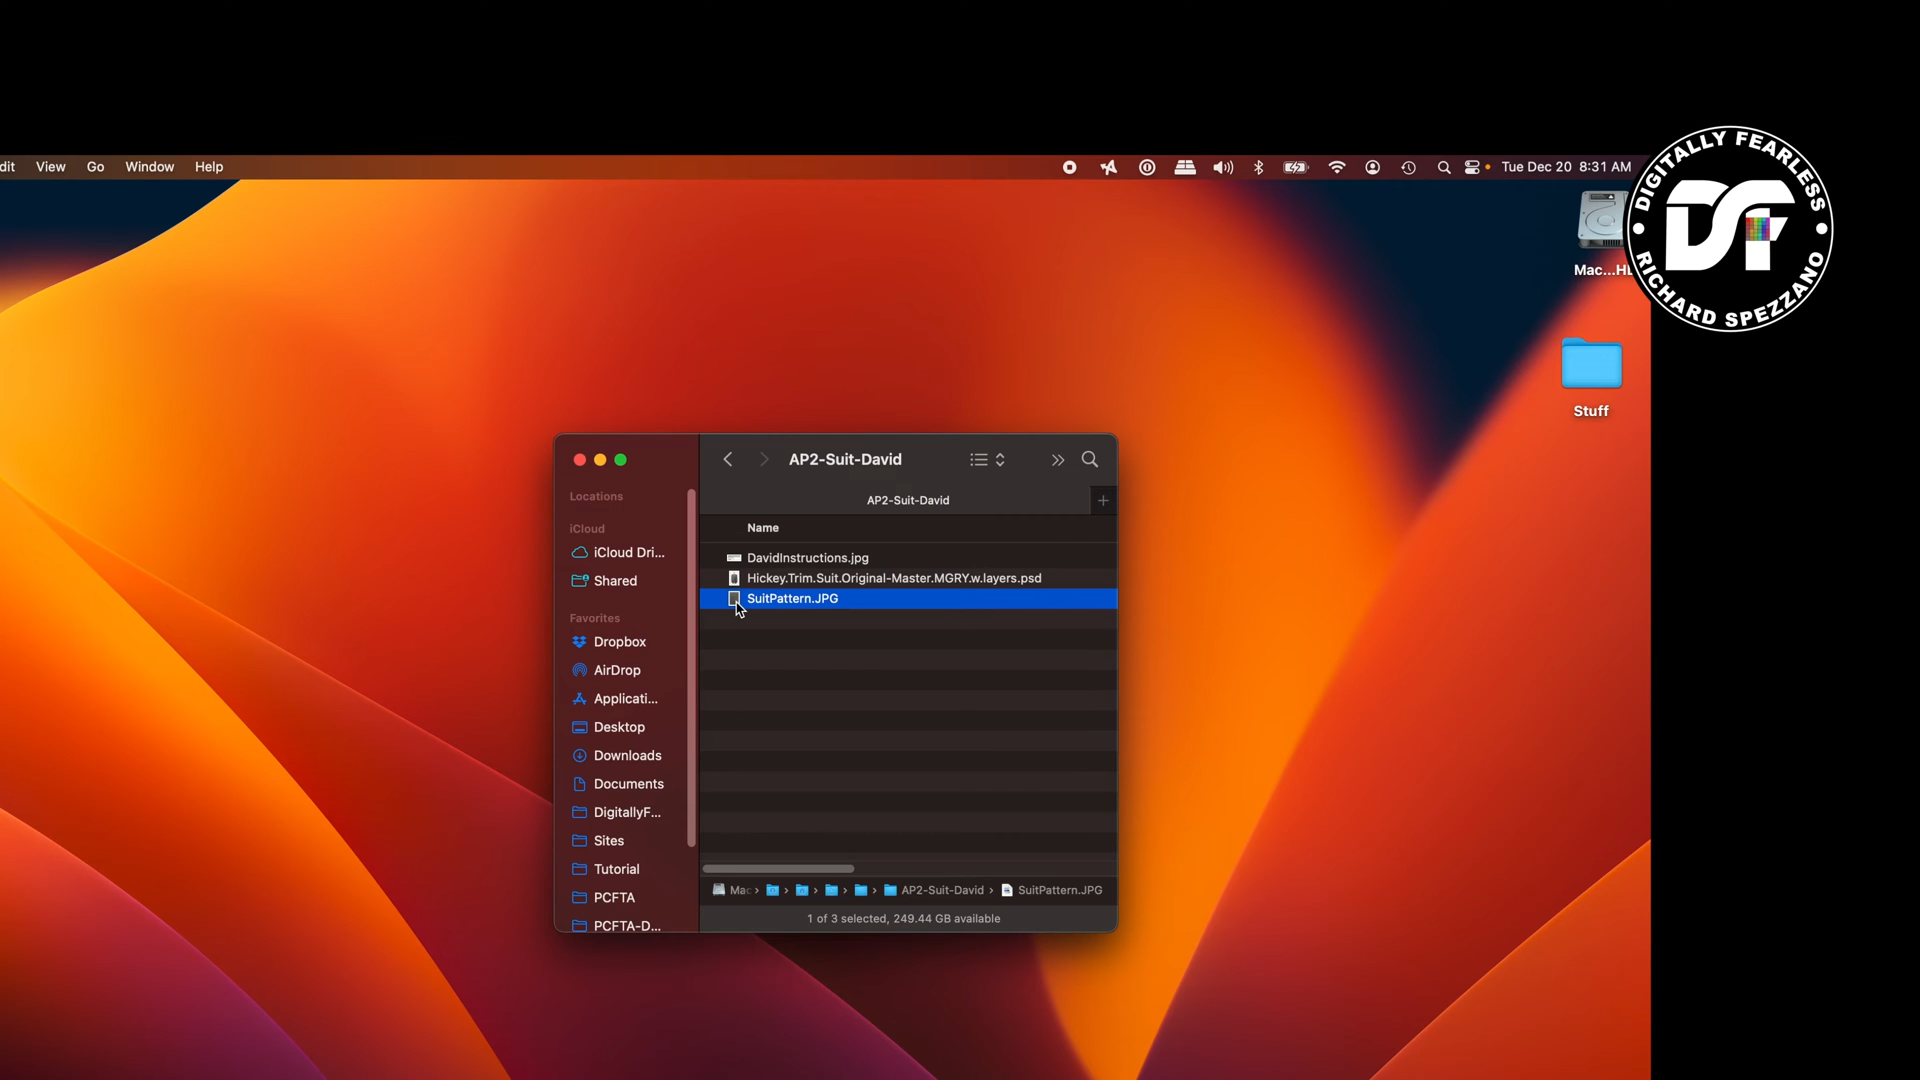 dit View Go Window Help Tue Dec 20 8:31 AM
DIGITALLY FEARLESS
DF
RICHARD SPEZZANO
Mac...HD
Stuff
AP2-Suit-David
AP2-Suit-David
Locations
iCloud
iCloud Dri...
Shared
Favorites
Dropbox
AirDrop
Applicati...
Desktop
Downloads
Documents
DigitallyF...
Sites
Tutorial
PCFTA
PCFTA-D...
Name
DavidInstructions.jpg
Hickey.Trim.Suit.Original-Master.MGRY.w.layers.psd
SuitPattern.JPG
Mac › › › › › AP2-Suit-David › SuitPattern.JPG
1 of 3 selected, 249.44 GB available